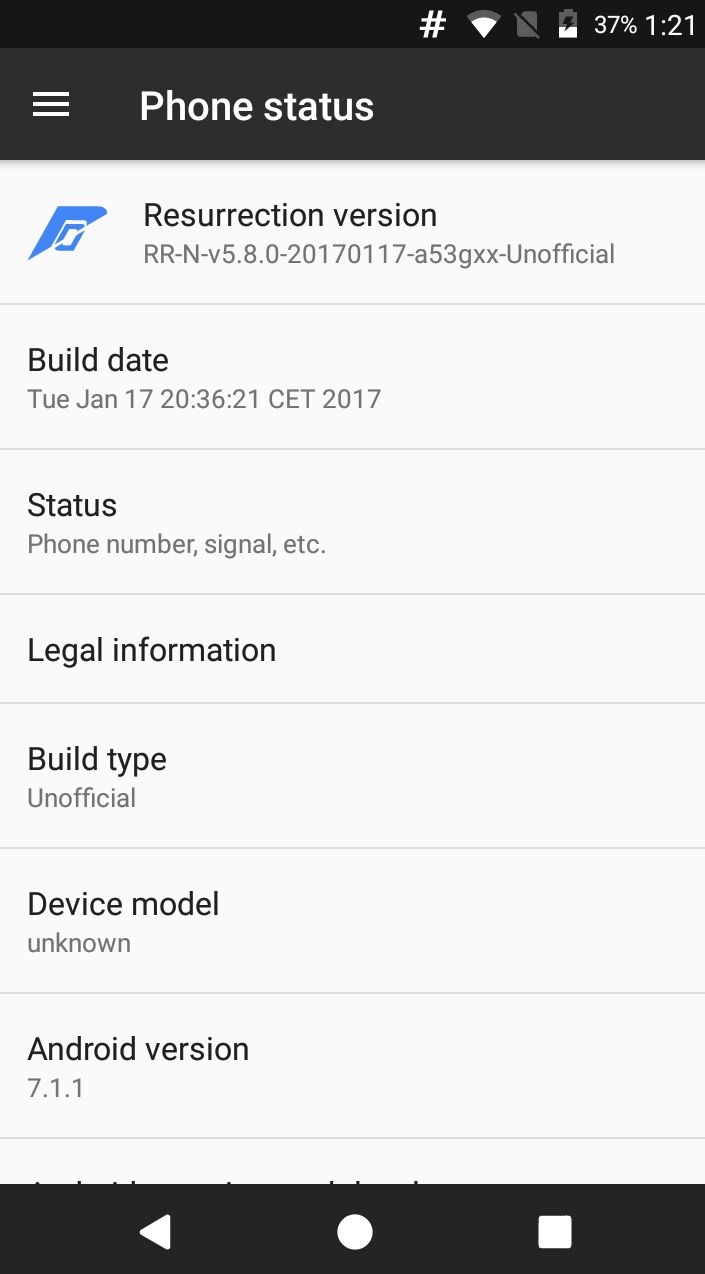 # 37% 1:21
Phone status
Resurrection version
RR-N-v5.8.0-20170117-a53gxx-Unofficial
Build date
Tue Jan 17 20:36:21 CET 2017
Status
Phone number, signal, etc.
Legal information
Build type
Unofficial
Device model
unknown
Android version
7.1.1